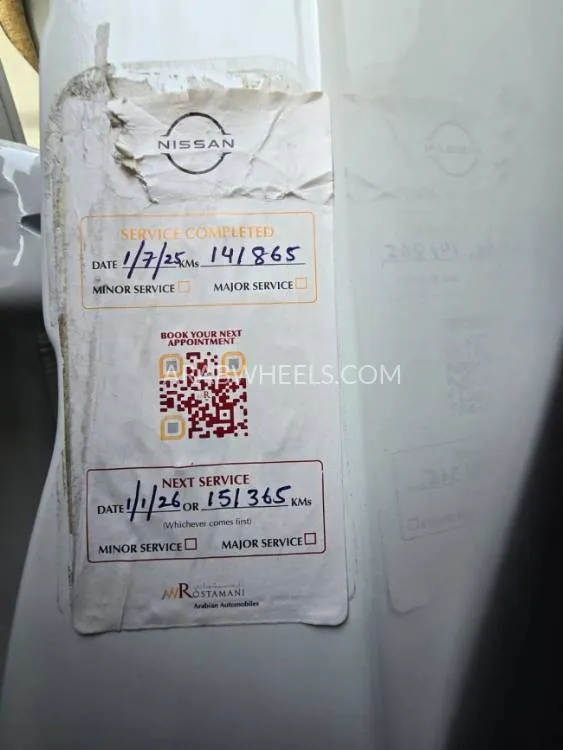 NISSAN
SERVICE COMPLETED
DATE 1/7/25 KMs 141865
MINOR SERVICE MAJOR SERVICE
BOOK YOUR NEXT
APPOINTMENT
ARABWHEELS.COM
R
NEXT SERVICE
DATE 1/1/26 OR 151365 KMs
(Whichever comes first)
MINOR SERVICE MAJOR SERVICE
ROSTAMANI
Arabian Automobiles